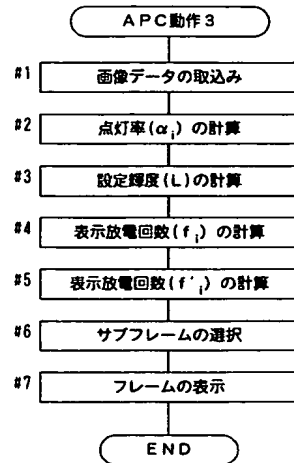 APC動作3
#1 画像データの取込み
#2 点灯率(αi)の計算
#3 設定輝度(L)の計算
#4 表示放電回数(fi)の計算
#5 表示放電回数(f'i)の計算
#6 サブフレームの選択
#7 フレームの表示
END